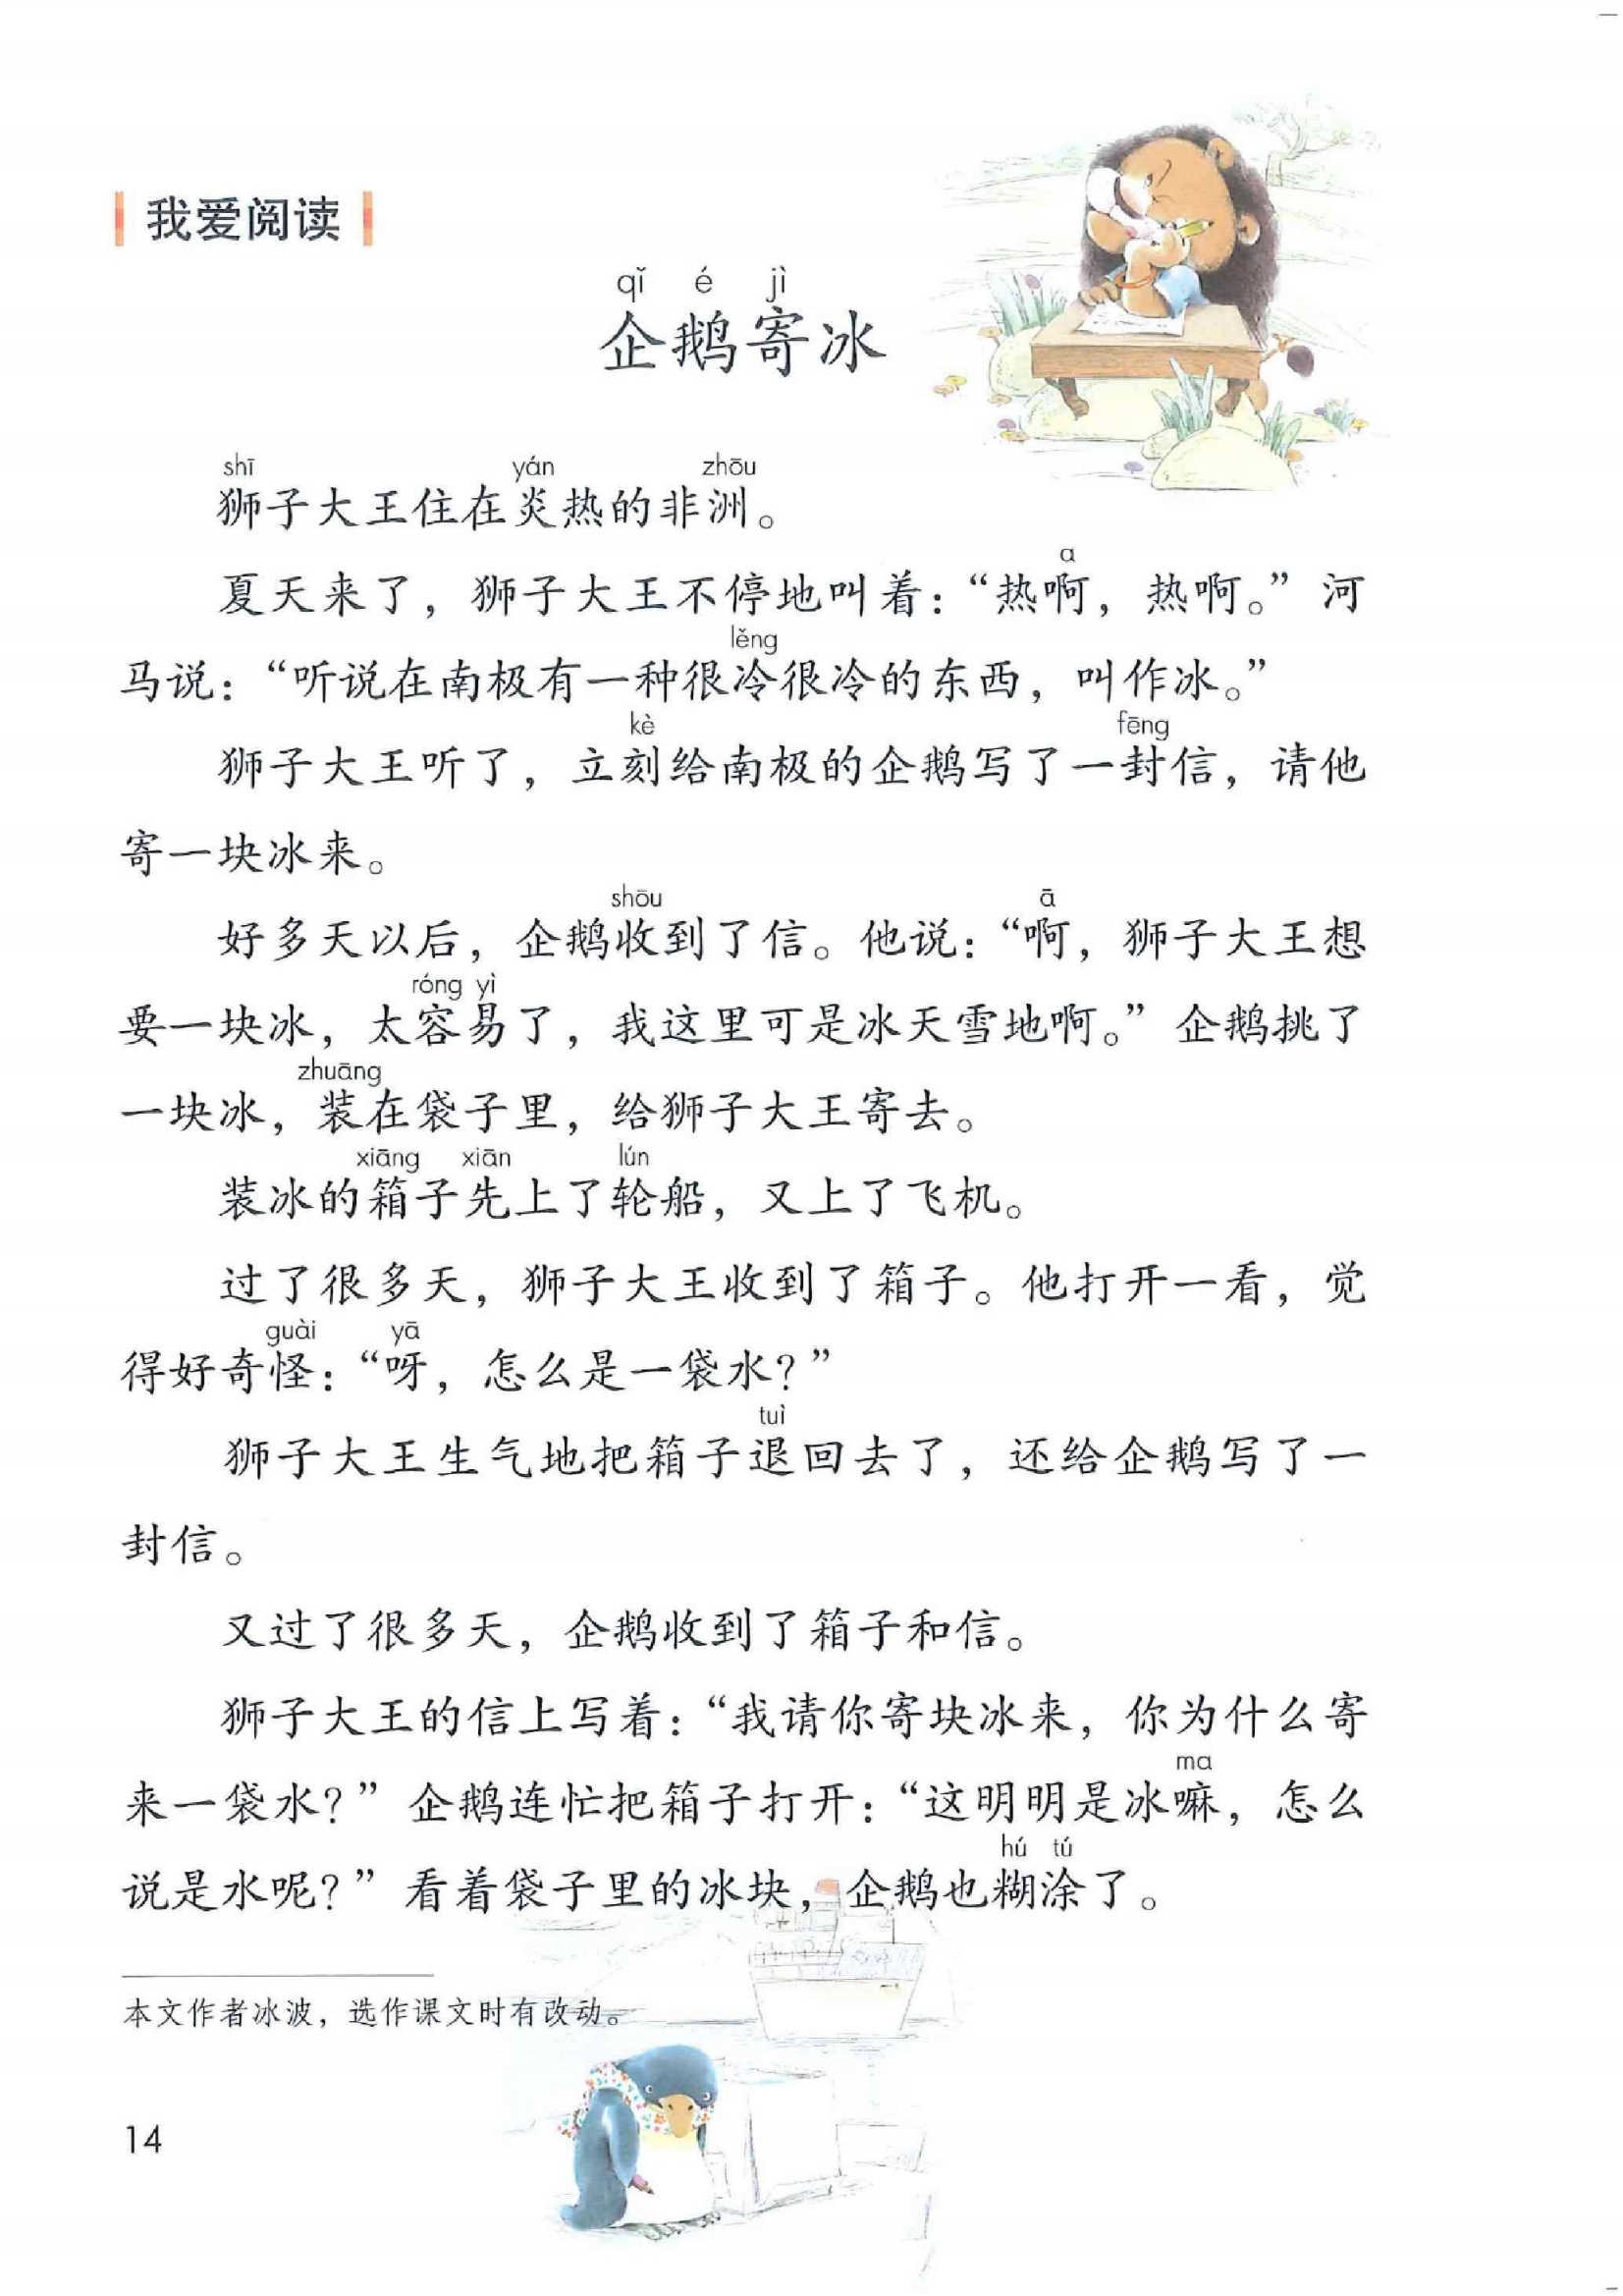 我爱阅读
qǐ é jì
企鹅寄冰
shī yán zhōu
狮子大王住在炎热的非洲。
ɑ
夏天来了，狮子大王不停地叫着：“热啊，热啊。”河
lěng
马说：“听说在南极有一种很冷很冷的东西，叫作冰。”
kè fēng
狮子大王听了，立刻给南极的企鹅写了一封信，请他
寄一块冰来。
shōu ā
好多天以后，企鹅收到了信。他说：“啊，狮子大王想
róng yì
要一块冰，太容易了，我这里可是冰天雪地啊。”企鹅挑了
zhuāng
一块冰，装在袋子里，给狮子大王寄去。
xiāng xiān lún
装冰的箱子先上了轮船，又上了飞机。
过了很多天，狮子大王收到了箱子。他打开一看，觉
guài yā
得好奇怪：“呀，怎么是一袋水？”
tuì
狮子大王生气地把箱子退回去了，还给企鹅写了一
封信。
又过了很多天，企鹅收到了箱子和信。
狮子大王的信上写着：“我请你寄块冰来，你为什么寄
ma
来一袋水？”企鹅连忙把箱子打开：“这明明是冰嘛，怎么
hú tú
说是水呢？”看着袋子里的冰块，企鹅也糊涂了。
本文作者冰波，选作课文时有改动。
14